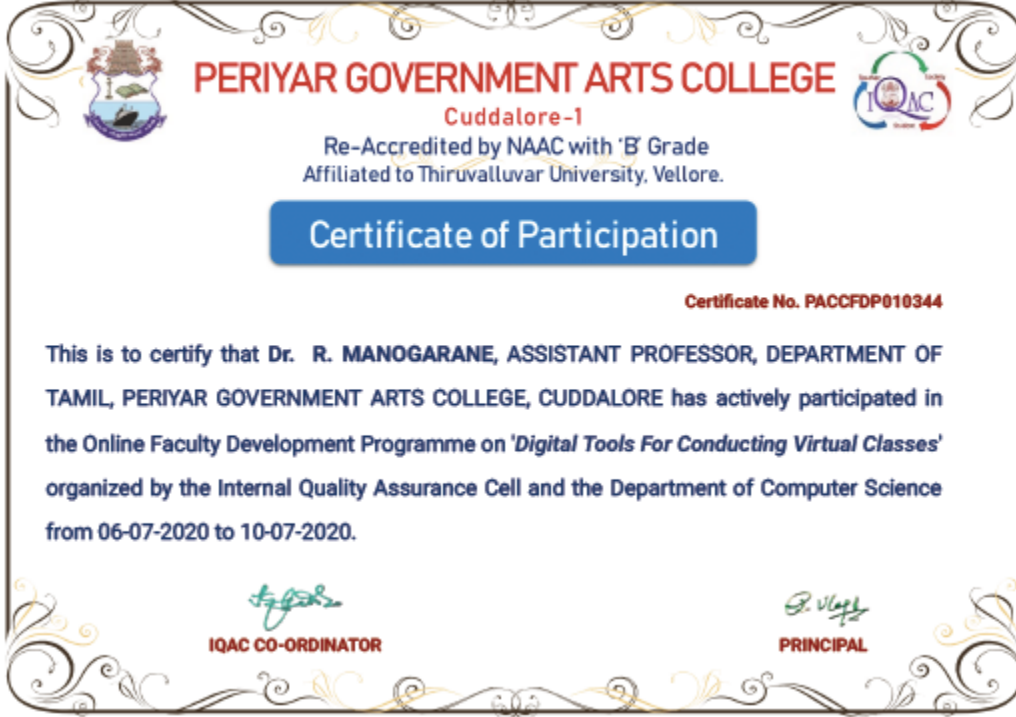 PERIYAR GOVERNMENT ARTS COLLEGE
Cuddalore-1
Re-Accredited by NAAC with 'B' Grade
Affiliated to Thiruvalluvar University, Vellore.
IQAC
Certificate of Participation
Certificate No. PACCFDP010344
This is to certify that Dr. R. MANOGARANE, ASSISTANT PROFESSOR, DEPARTMENT OF
TAMIL, PERIYAR GOVERNMENT ARTS COLLEGE, CUDDALORE has actively participated in
the Online Faculty Development Programme on 'Digital Tools For Conducting Virtual Classes'
organized by the Internal Quality Assurance Cell and the Department of Computer Science
from 06-07-2020 to 10-07-2020.
IQAC CO-ORDINATOR
PRINCIPAL